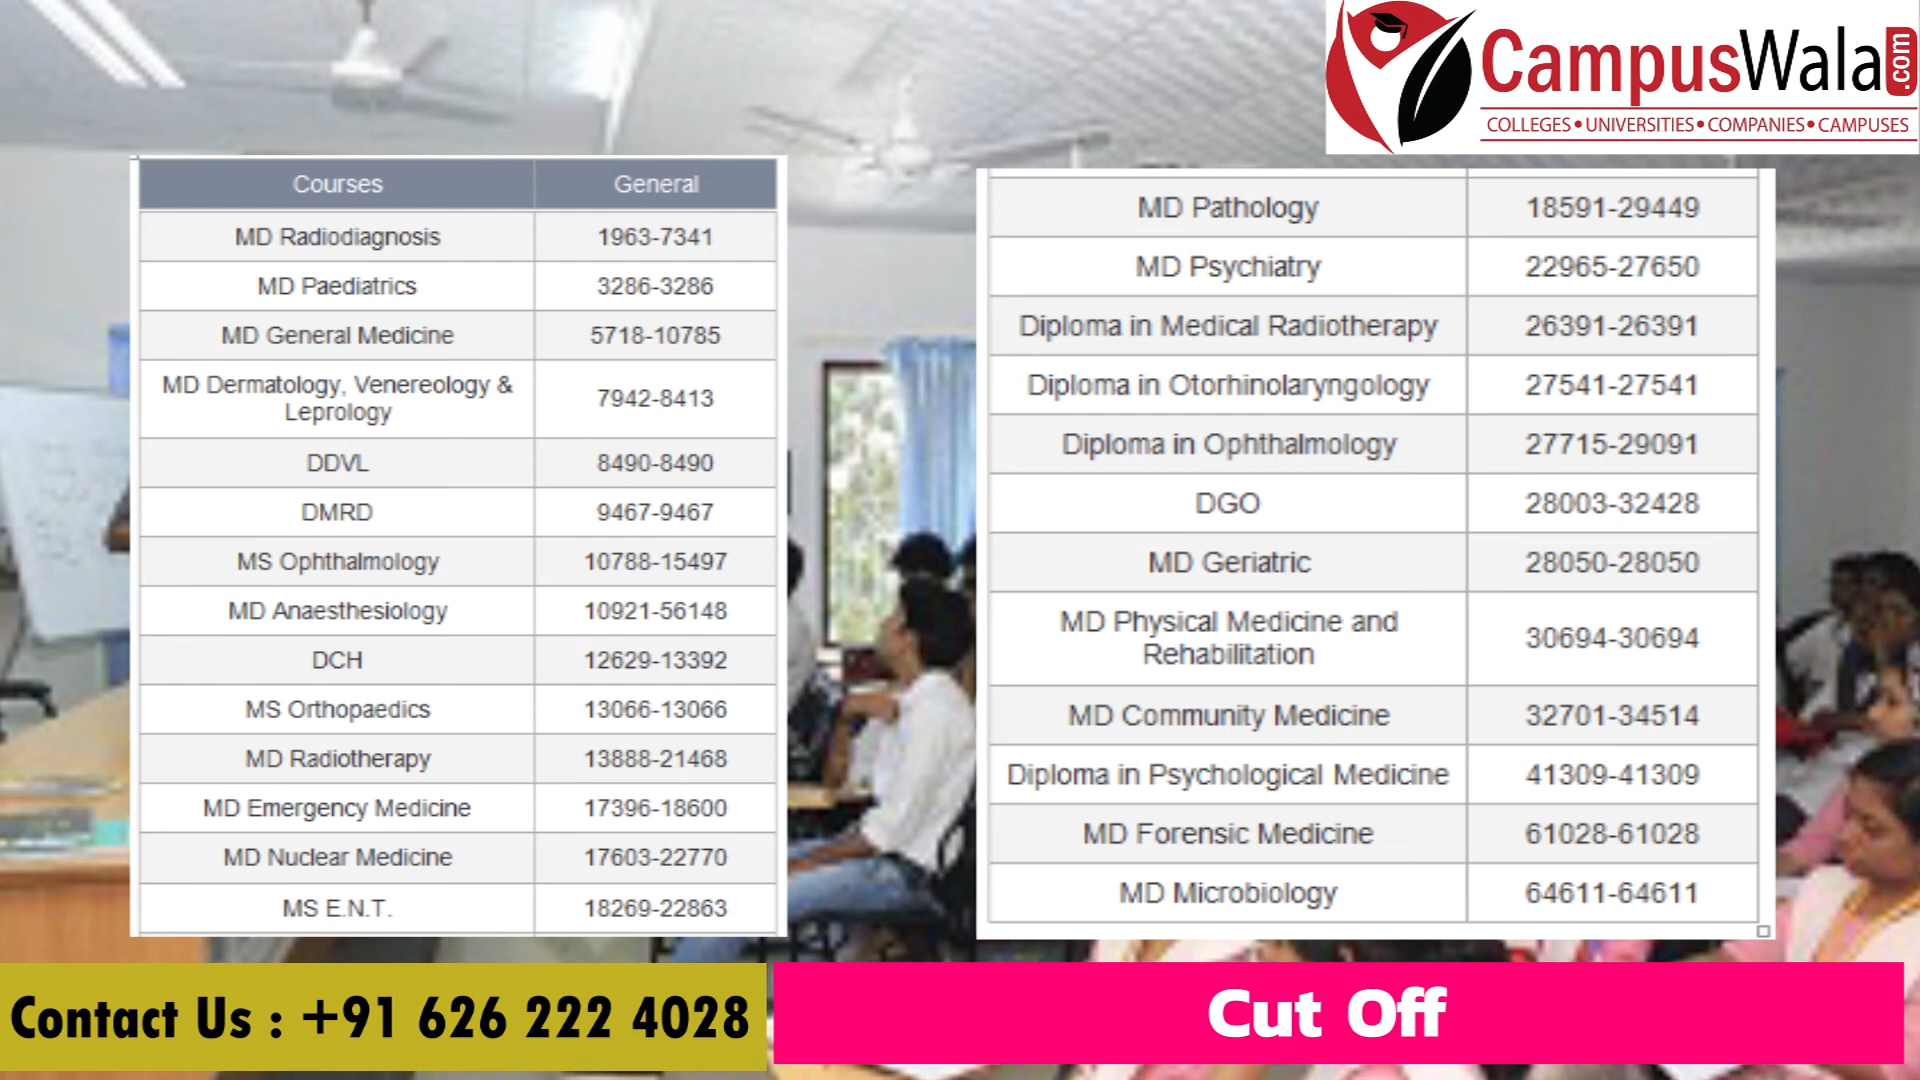 CampusWala.com
COLLEGES • UNIVERSITIES • COMPANIES • CAMPUSES
Courses General
MD Radiodiagnosis 1963-7341
MD Paediatrics 3286-3286
MD General Medicine 5718-10785
MD Dermatology, Venereology &
Leprology 7942-8413
DDVL 8490-8490
DMRD 9467-9467
MS Ophthalmology 10788-15497
MD Anaesthesiology 10921-56148
DCH 12629-13392
MS Orthopaedics 13066-13066
MD Radiotherapy 13888-21468
MD Emergency Medicine 17396-18600
MD Nuclear Medicine 17603-22770
MS E.N.T. 18269-22863
MD Pathology 18591-29449
MD Psychiatry 22965-27650
Diploma in Medical Radiotherapy 26391-26391
Diploma in Otorhinolaryngology 27541-27541
Diploma in Ophthalmology 27715-29091
DGO 28003-32428
MD Geriatric 28050-28050
MD Physical Medicine and
Rehabilitation 30694-30694
MD Community Medicine 32701-34514
Diploma in Psychological Medicine 41309-41309
MD Forensic Medicine 61028-61028
MD Microbiology 64611-64611
Contact Us : +91 626 222 4028
Cut Off